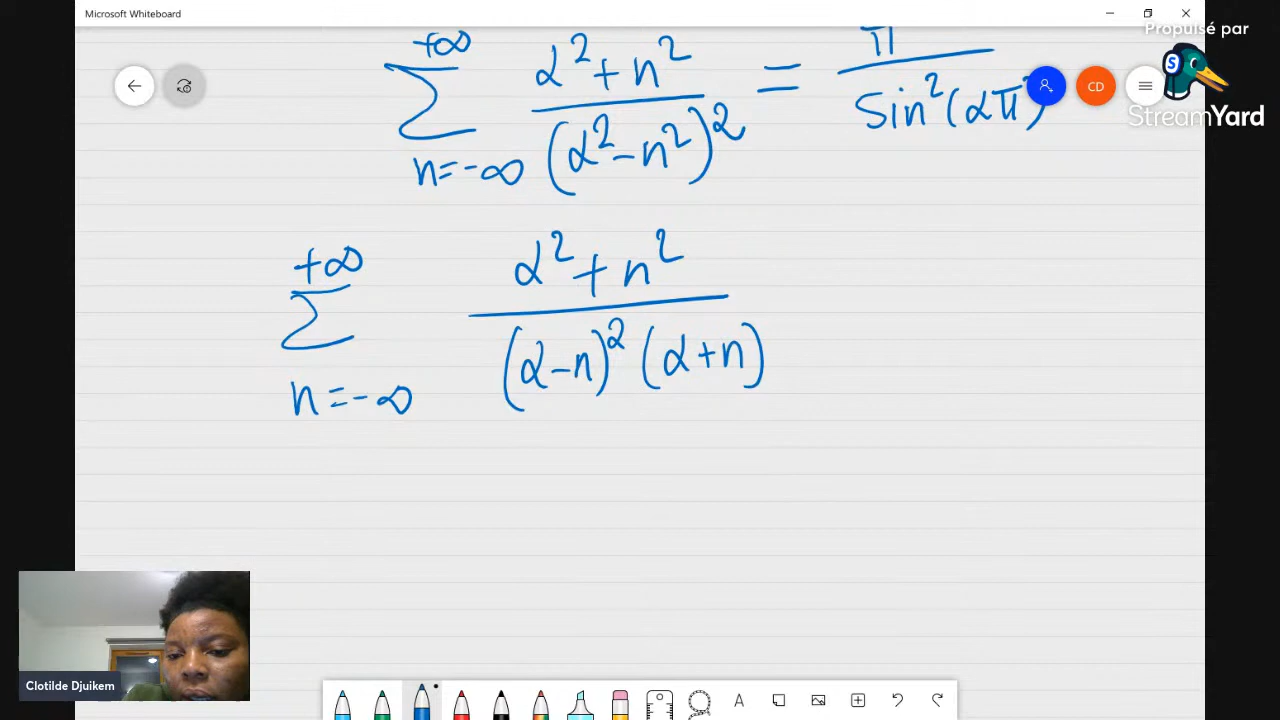 Microsoft Whiteboard
Propulsé par
StreamYard
S
CD
+∞
∑ α²+n² / (α²-n²)² = π / Sin²(απ)
n=-∞
+∞
∑ α²+n² / (α-n)² (α+n)
n=-∞
Clotilde Djuikem
A